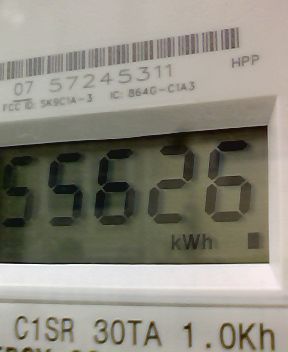 HPP
07 57245311
FCC ID: SK9C1A-3 IC: 864G-C1A3
55626
kWh
C1SR 30TA 1.0Kh